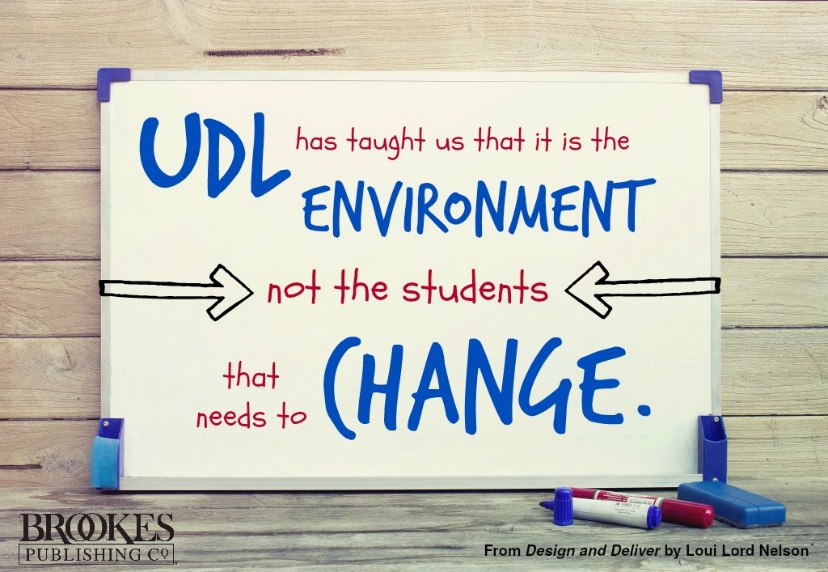 UDL has taught us that it is the
ENVIRONMENT
not the students
that
needs to CHANGE.
BROOKES
PUBLISHING Co.
From Design and Deliver by Loui Lord Nelson